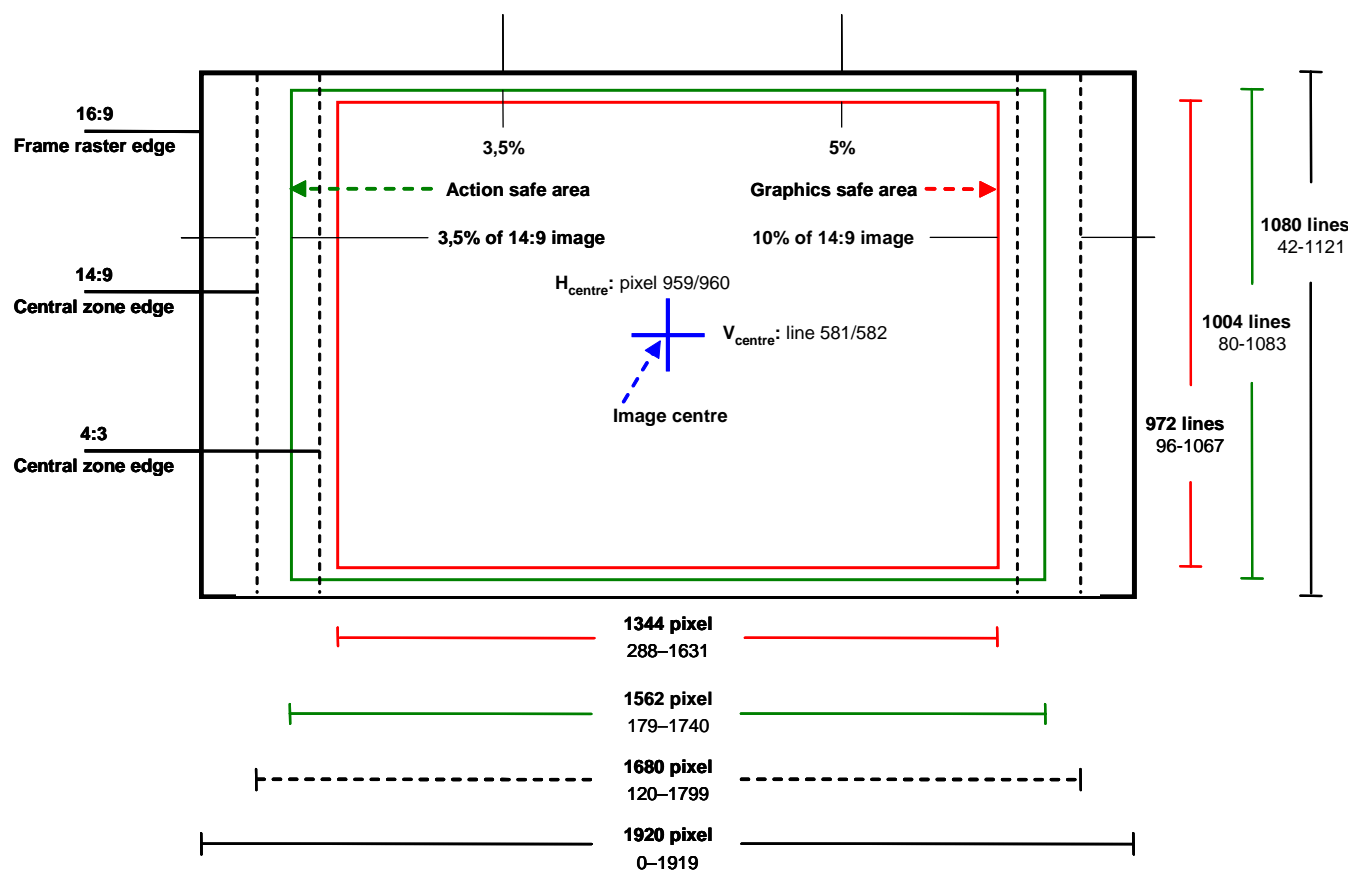 16:9
Frame raster edge
3,5%
5%
Action safe area
Graphics safe area
3,5% of 14:9 image
10% of 14:9 image
1080 lines
42-1121
14:9
Central zone edge
Hcentre: pixel 959/960
Vcentre: line 581/582
1004 lines
80-1083
Image centre
4:3
Central zone edge
972 lines
96-1067
1344 pixel
288–1631
1562 pixel
179–1740
1680 pixel
120–1799
1920 pixel
0–1919